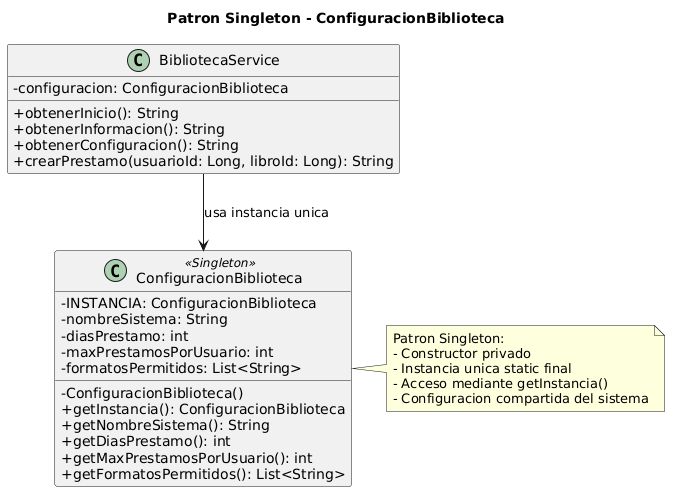 Patron Singleton - ConfiguracionBiblioteca
C BibliotecaService
-configuracion: ConfiguracionBiblioteca
+obtenerInicio(): String
+obtenerInformacion(): String
+obtenerConfiguracion(): String
+crearPrestamo(usuarioId: Long, libroId: Long): String
usa instancia unica
«Singleton»
C ConfiguracionBiblioteca
-INSTANCIA: ConfiguracionBiblioteca
-nombreSistema: String
-diasPrestamo: int
-maxPrestamosPorUsuario: int
-formatosPermitidos: List<String>
-ConfiguracionBiblioteca()
+getInstancia(): ConfiguracionBiblioteca
+getNombreSistema(): String
+getDiasPrestamo(): int
+getMaxPrestamosPorUsuario(): int
+getFormatosPermitidos(): List<String>
Patron Singleton:
- Constructor privado
- Instancia unica static final
- Acceso mediante getInstancia()
- Configuracion compartida del sistema